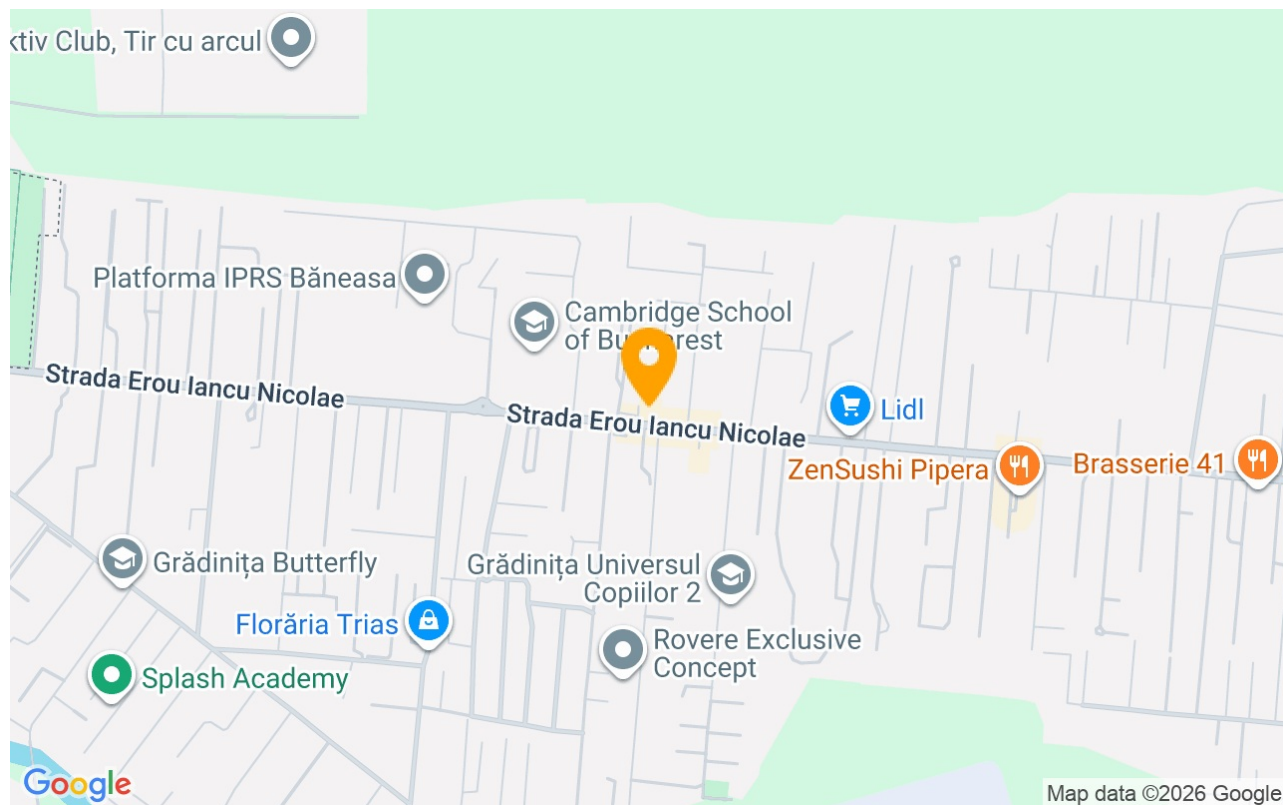 ktiv Club, Tir cu arcul
Platforma IPRS Băneasa
Cambridge School
of Bucharest
Strada Erou Iancu Nicolae
Strada Erou Iancu Nicolae
Lidl
ZenSushi Pipera
Brasserie 41
Grădinița Butterfly
Grădinița Universul
Copiilor 2
Florăria Trias
Rovere Exclusive
Concept
Splash Academy
Google
Map data ©2026 Google